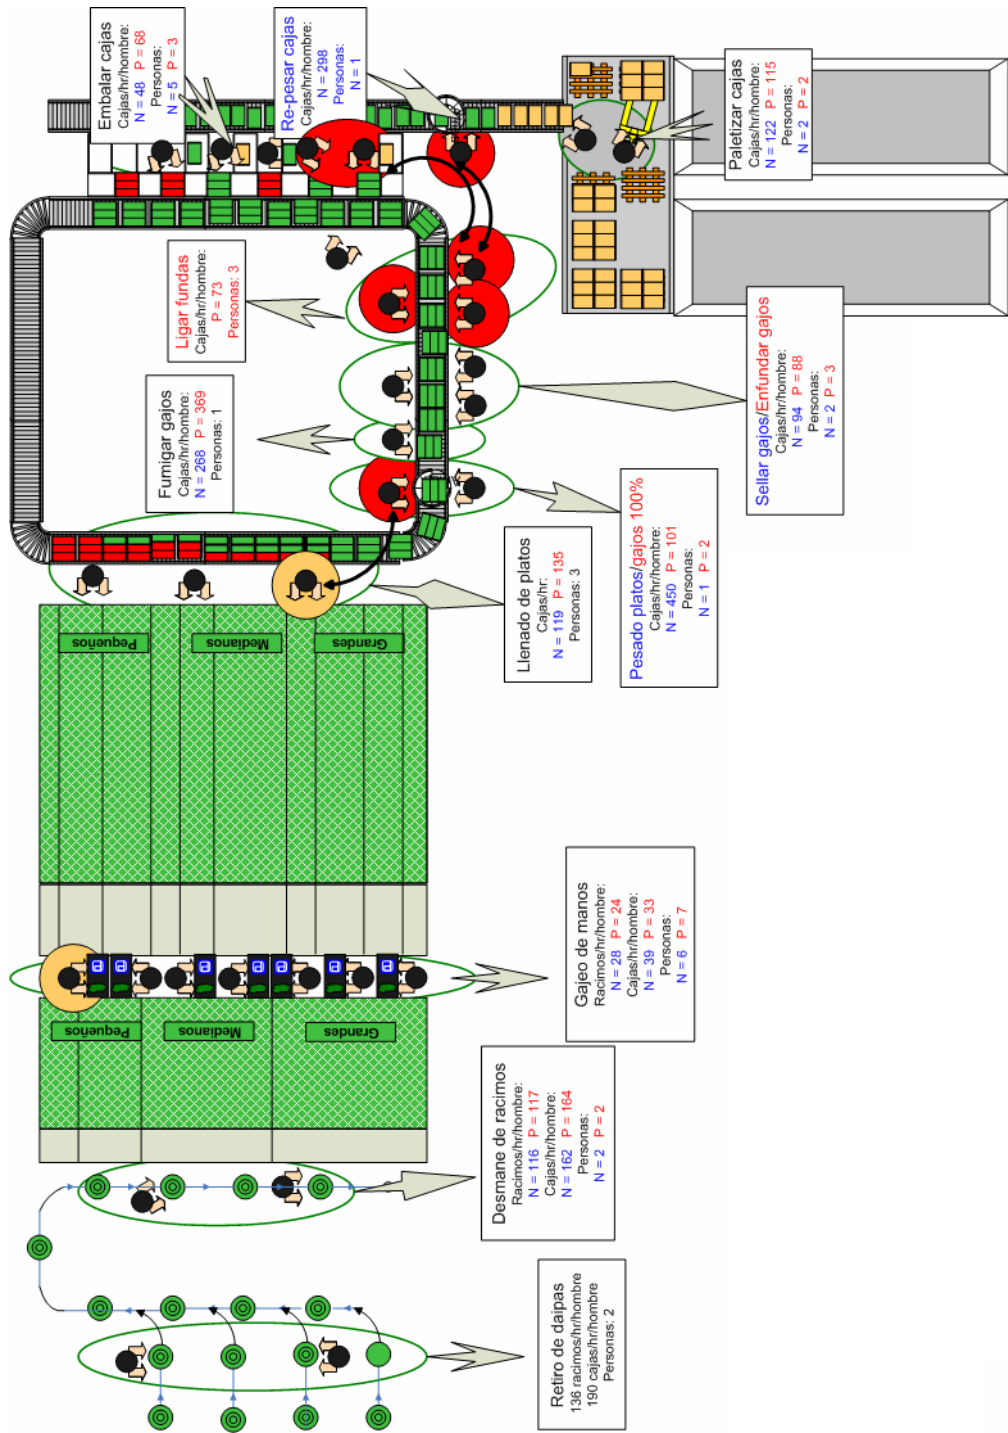 Embalar cajas
Cajas/hr/hombre:
N = 48 P = 68
Personas:
N = 5 P = 3
Re-pesar cajas
Cajas/hr/hombre:
N = 298
Personas:
N = 1
Paletizar cajas
Cajas/hr/hombre:
N = 122 P = 115
Personas:
N = 2 P = 2
Ligar fundas
Cajas/hr/hombre:
P = 73
Personas: 3
Fumigar gajos
Cajas/hr/hombre:
N = 268 P = 369
Personas: 1
Sellar gajos/Enfundar gajos
Cajas/hr/hombre:
N = 94 P = 88
Personas:
N = 2 P = 3
Pesado platos/gajos 100%
Cajas/hr/hombre:
N = 450 P = 101
Personas:
N = 1 P = 2
Llenado de platos
Cajas/hr:
N = 119 P = 135
Personas: 3
Pequeños
Medianos
Grandes
Gajeo de manos
Racimos/hr/hombre:
N = 28 P = 24
Cajas/hr/hombre:
N = 39 P = 33
Personas:
N = 6 P = 7
Pequeños
Medianos
Grandes
Desmane de racimos
Racimos/hr/hombre:
N = 116 P = 117
Cajas/hr/hombre:
N = 162 P = 164
Personas:
N = 2 P = 2
Retiro de daipas
136 racimos/hr/hombre
190 cajas/hr/hombre
Personas: 2